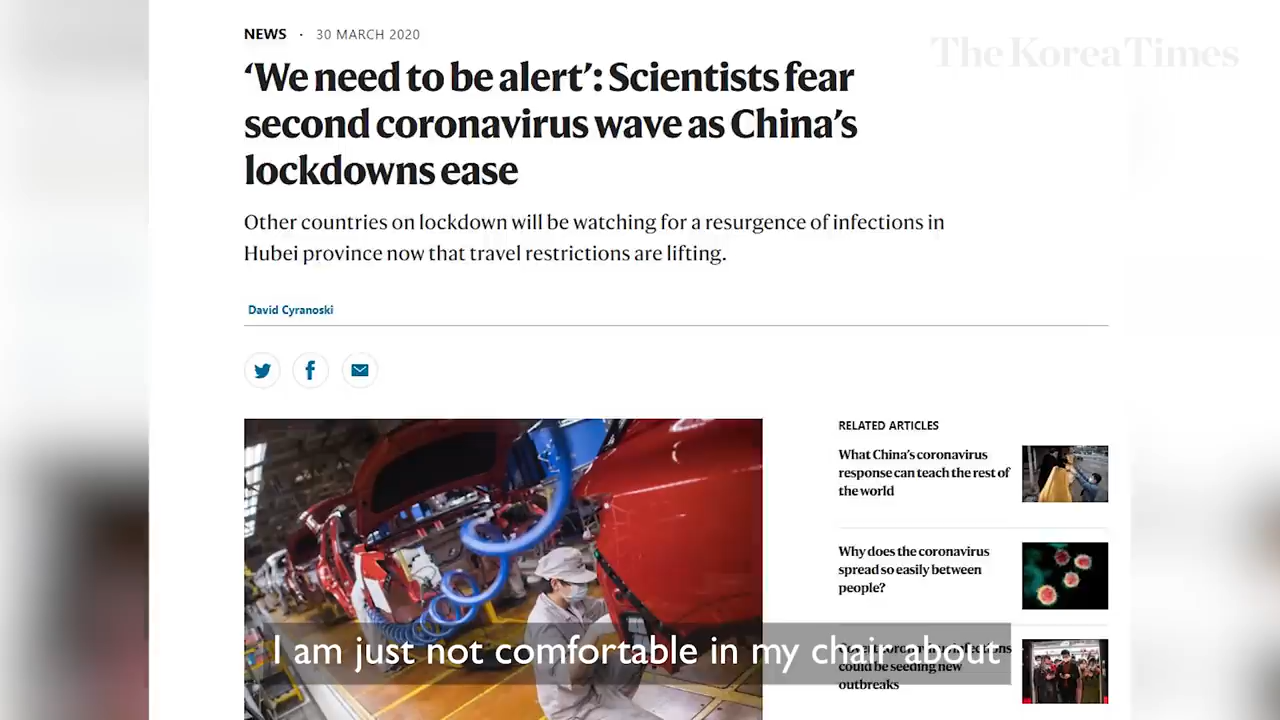 NEWS · 30 MARCH 2020
The Korea Times
‘We need to be alert’: Scientists fear
second coronavirus wave as China’s
lockdowns ease
Other countries on lockdown will be watching for a resurgence of infections in
Hubei province now that travel restrictions are lifting.
David Cyranoski
RELATED ARTICLES
What China’s coronavirus
response can teach the rest of
the world
Why does the coronavirus
spread so easily between
people?
could be seeding new
outbreaks
I am just not comfortable in my chair about